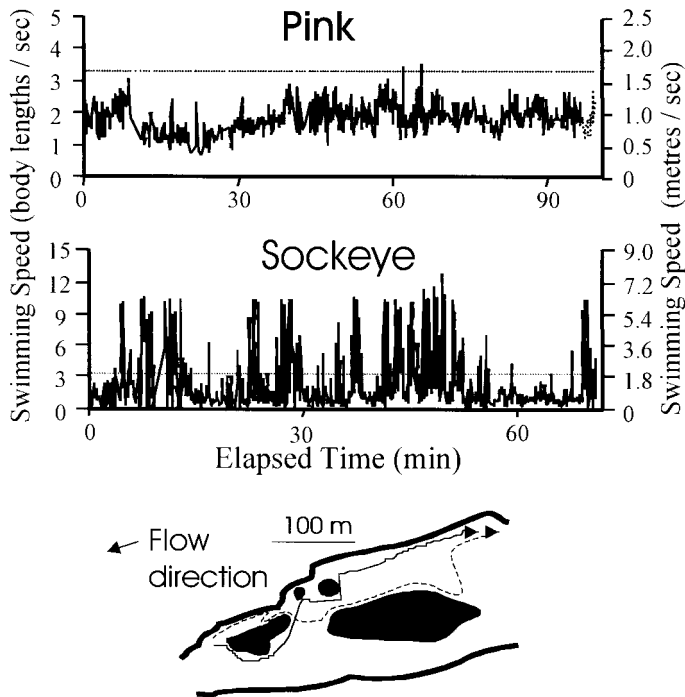 Pink
Swimming Speed (body lengths / sec)
5
4
3
2
1
0
2.5
2.0
1.5
1.0
0.5
0
Swimming Speed (metres / sec)
0 30 60 90
Sockeye
15
12
9
6
3
0
9.0
7.2
5.4
3.6
1.8
0
0 30 60
Elapsed Time (min)
100 m
Flow
direction